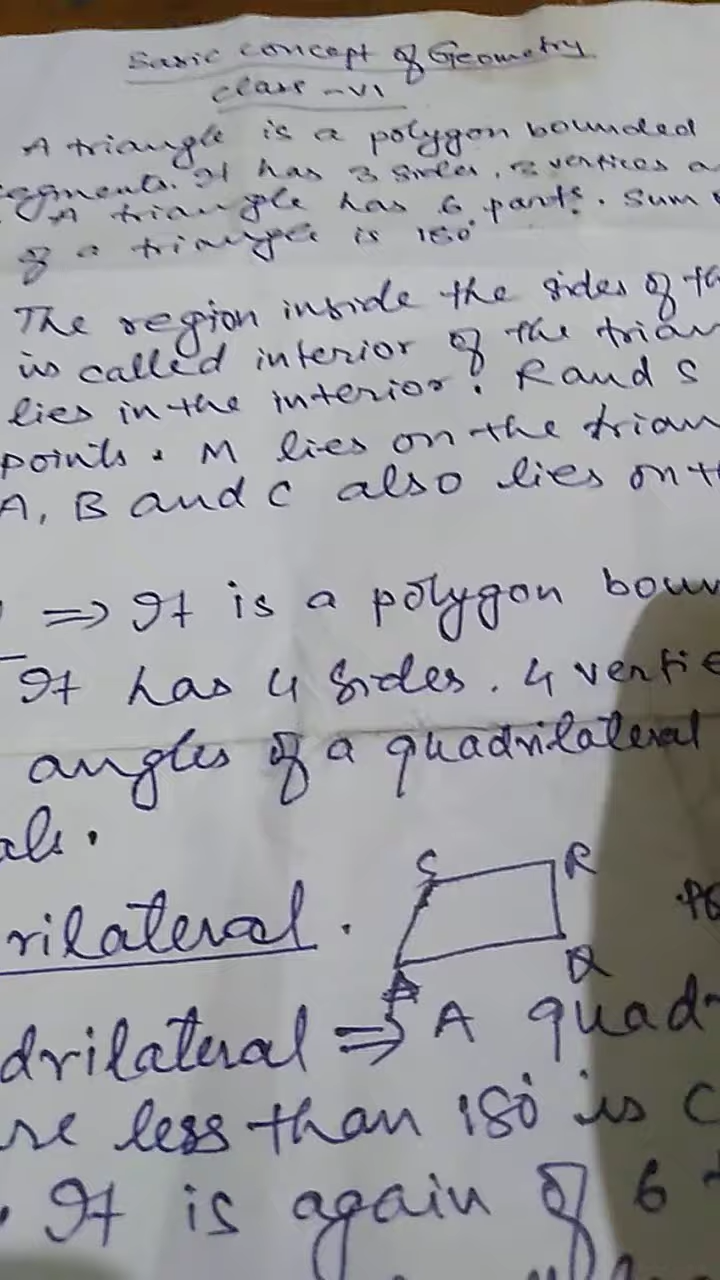 Basic concept of Geometry
class - VI
A triangle is a polygon bounded
egments. It has 3 sides, 3 vertices a
A triangle has 6 parts. Sum
of a triangle is 180°
The region inside the sides of t
is called interior of the trian
lies in the interior. R and S
points. M lies on the trian
A, B and C also lies on t
⇒ It is a polygon boun
It has 4 sides. 4 vertic
angles of a quadrilateral
als.
rilateral.
S R
Q
drilateral ⇒ A quad
re less than 180° is c
It is again of 6